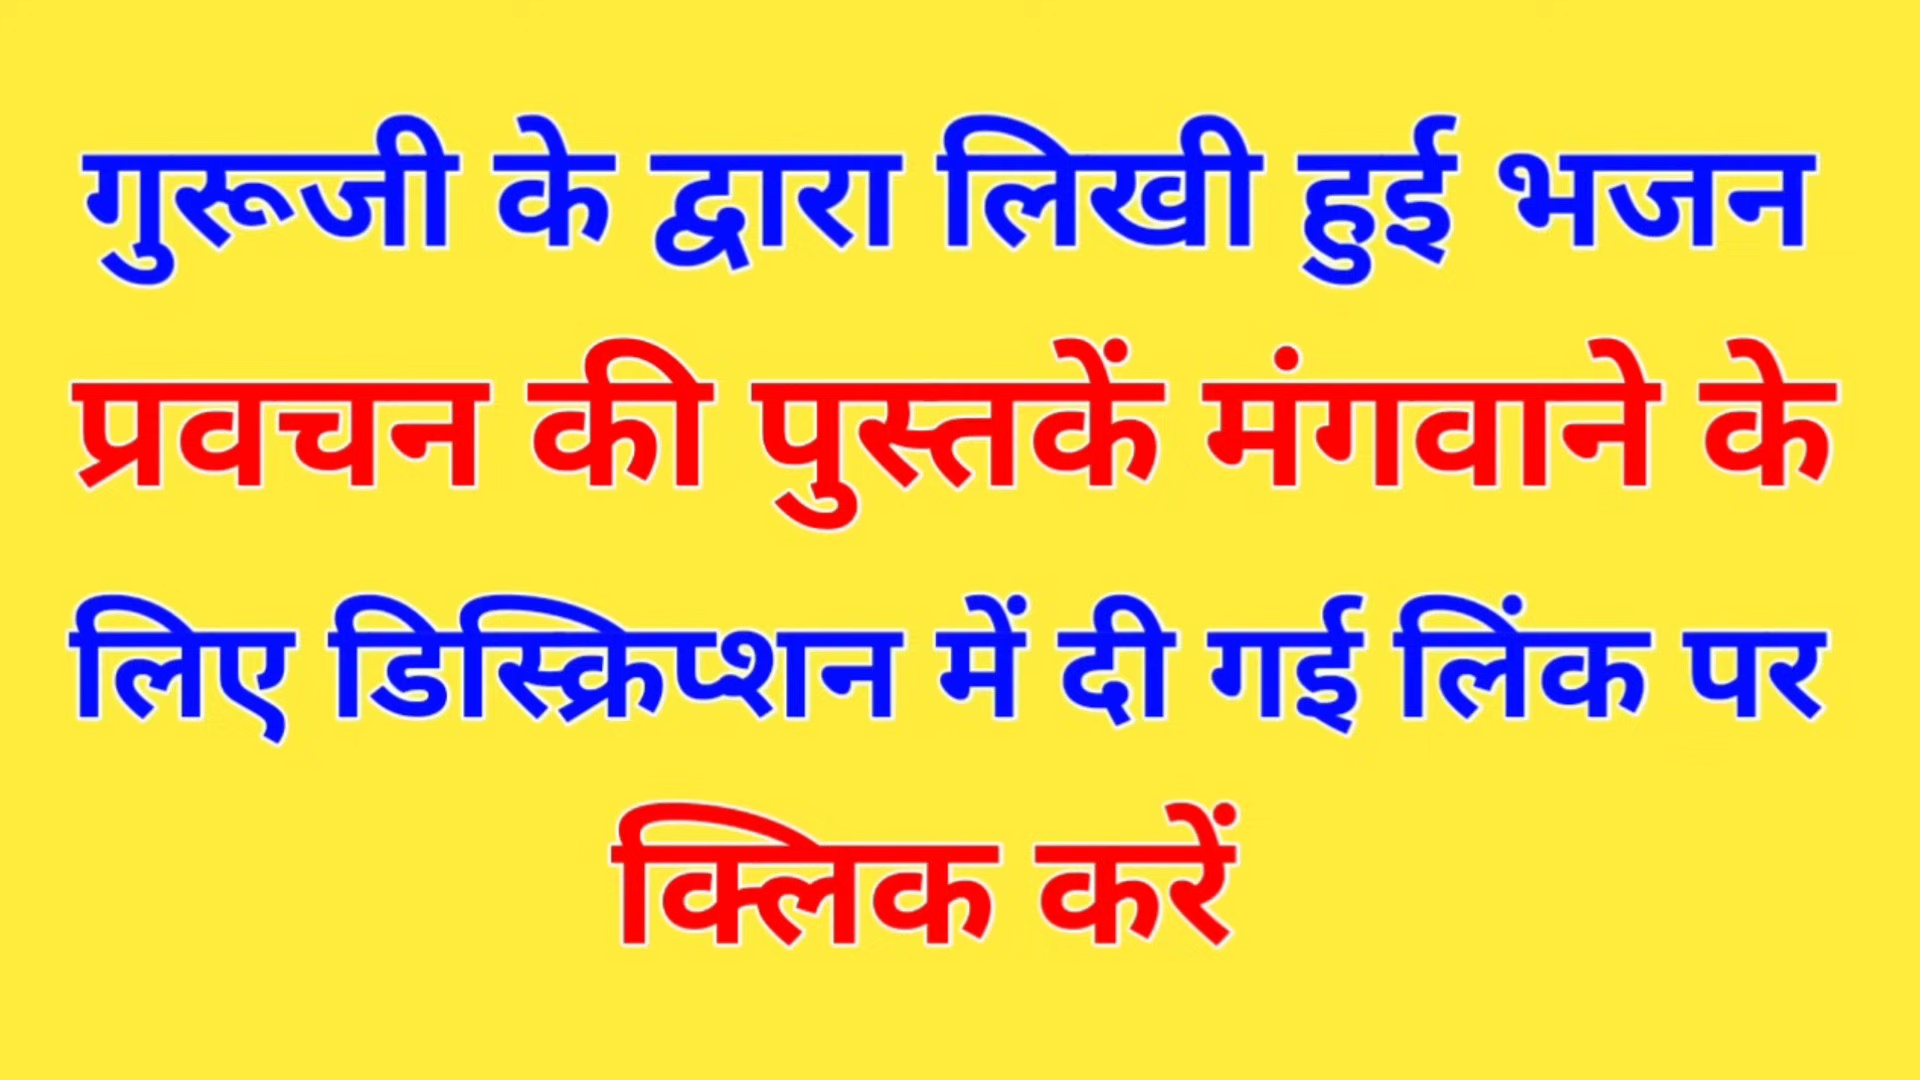 गुरूजी के द्वारा लिखी हुई भजन
प्रवचन की पुस्तकें मंगवाने के
लिए डिस्क्रिप्शन में दी गई लिंक पर
क्लिक करें